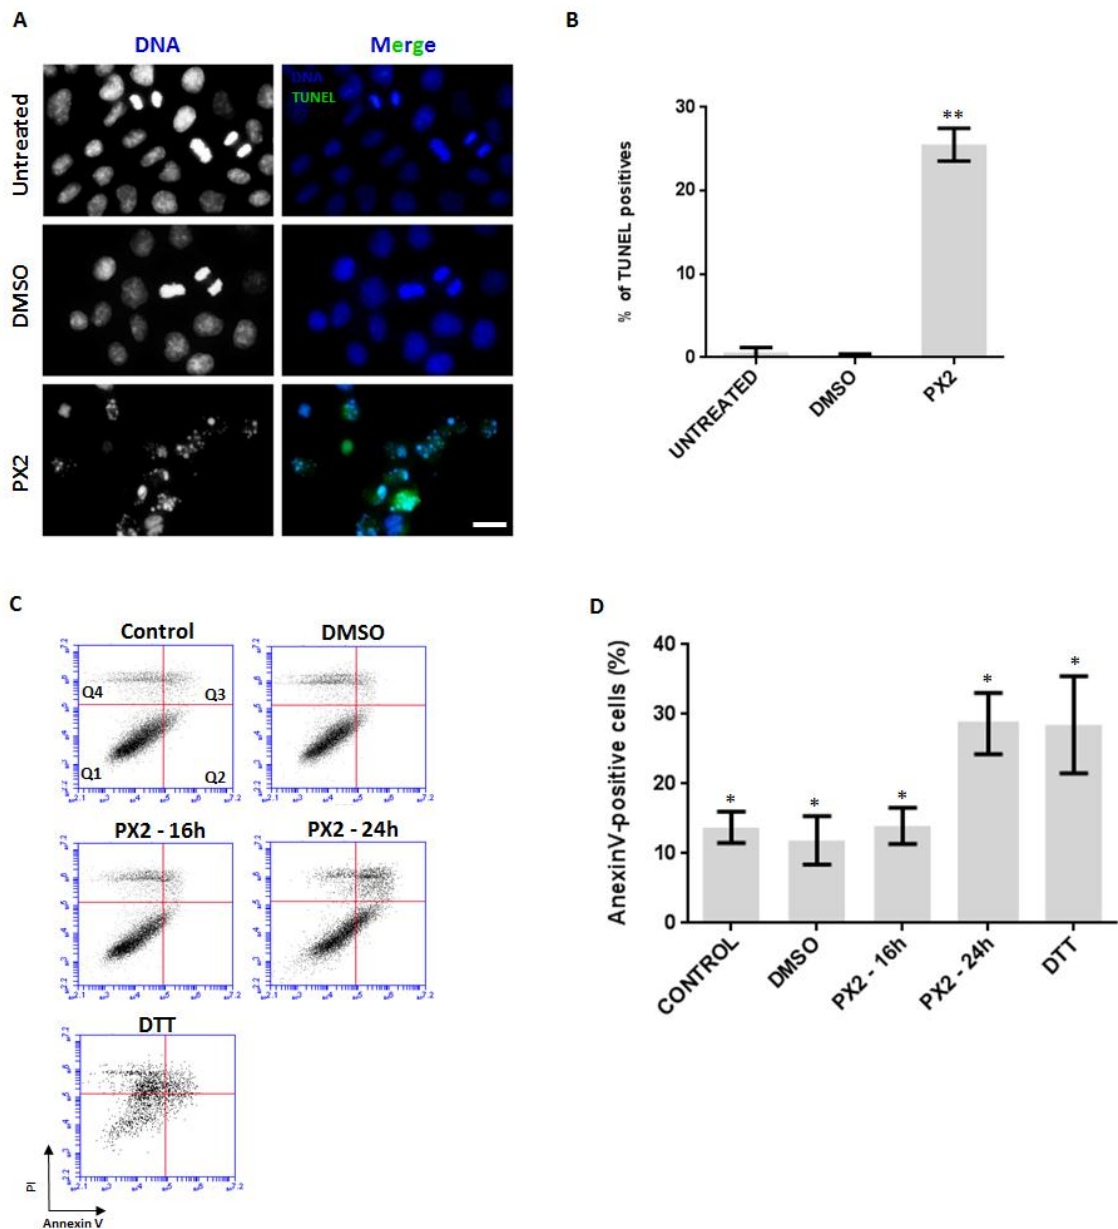 A
B
DNA
Merge
Untreated
DNA
TUNEL
DMSO
PX2
% of TUNEL positives
30
20
10
0
**
UNTREATED
DMSO
PX2
C
D
Control
DMSO
Q4
Q3
Q1
Q2
PX2 - 16h
PX2 - 24h
DTT
PI
Annexin V
AnexinV-positive cells (%)
40
30
20
10
0
*
*
*
*
*
CONTROL
DMSO
PX2 - 16h
PX2 - 24h
DTT